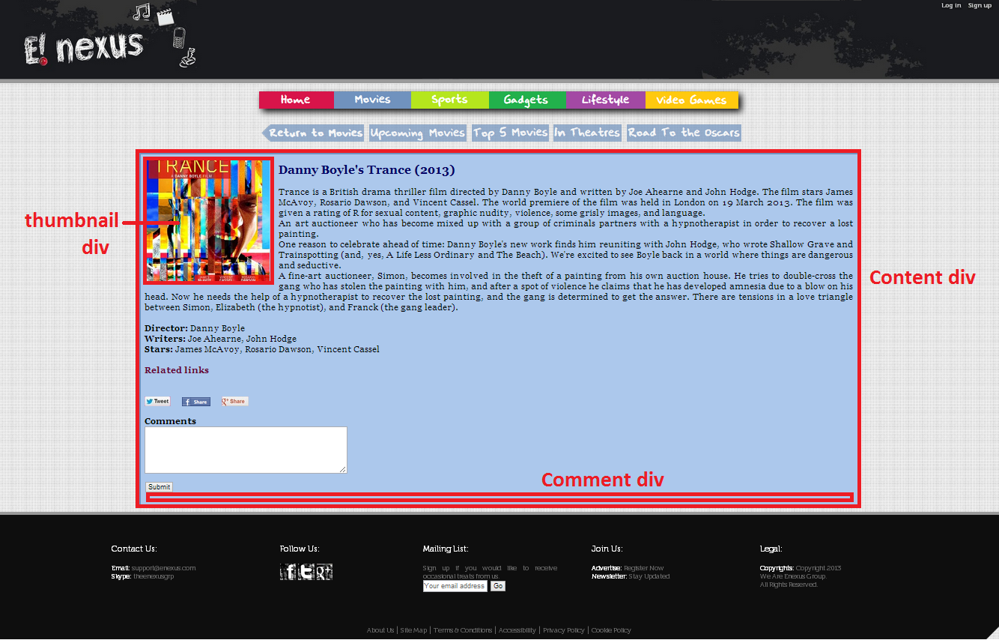 Log in Sign up
E! nexus
Home Movies Sports Gadgets Lifestyle Video Games
Return to Movies Upcoming Movies Top 5 Movies In Theatres Road To the Oscars
TRANCE
A DANNY BOYLE FILM
JAMES McAVOY VINCENT CASSEL ROSARIO DAWSON
Danny Boyle's Trance (2013)
Trance is a British drama thriller film directed by Danny Boyle and written by Joe Ahearne and John Hodge. The film stars James
McAvoy, Rosario Dawson, and Vincent Cassel. The world premiere of the film was held in London on 19 March 2013. The film was
given a rating of R for sexual content, graphic nudity, violence, some grisly images, and language.
An art auctioneer who has become mixed up with a group of criminals partners with a hypnotherapist in order to recover a lost
painting.
One reason to celebrate ahead of time: Danny Boyle's new work finds him reuniting with John Hodge, who wrote Shallow Grave and
Trainspotting (and, yes, A Life Less Ordinary and The Beach). We're excited to see Boyle back in a world where things are dangerous
and seductive.
A fine-art auctioneer, Simon, becomes involved in the theft of a painting from his own auction house. He tries to double-cross the
gang who has stolen the painting with him, and after a spot of violence he claims that he has developed amnesia due to a blow on his
head. Now he needs the help of a hypnotherapist to recover the lost painting, and the gang is determined to get the answer. There are tensions in a love triangle
between Simon, Elizabeth (the hypnotist), and Franck (the gang leader).
thumbnail
div
Content div
Director: Danny Boyle
Writers: Joe Ahearne, John Hodge
Stars: James McAvoy, Rosario Dawson, Vincent Cassel
Related links
Tweet f Share g+ Share
Comments
Submit
Comment div
Contact Us:
Email: support@enexus.com
Skype: theenexusgrp
Follow Us:
f t g+
Mailing List:
Sign up if you would like to receive
occasional treats from us
Your email address Go
Join Us:
Advertise: Register Now
Newsletter: Stay Updated
Legal:
Copyrights: Copyright 2013
We Are Enexus Group.
All Rights Reserved.
About Us | Site Map | Terms & Conditions | Accessibility | Privacy Policy | Cookie Policy